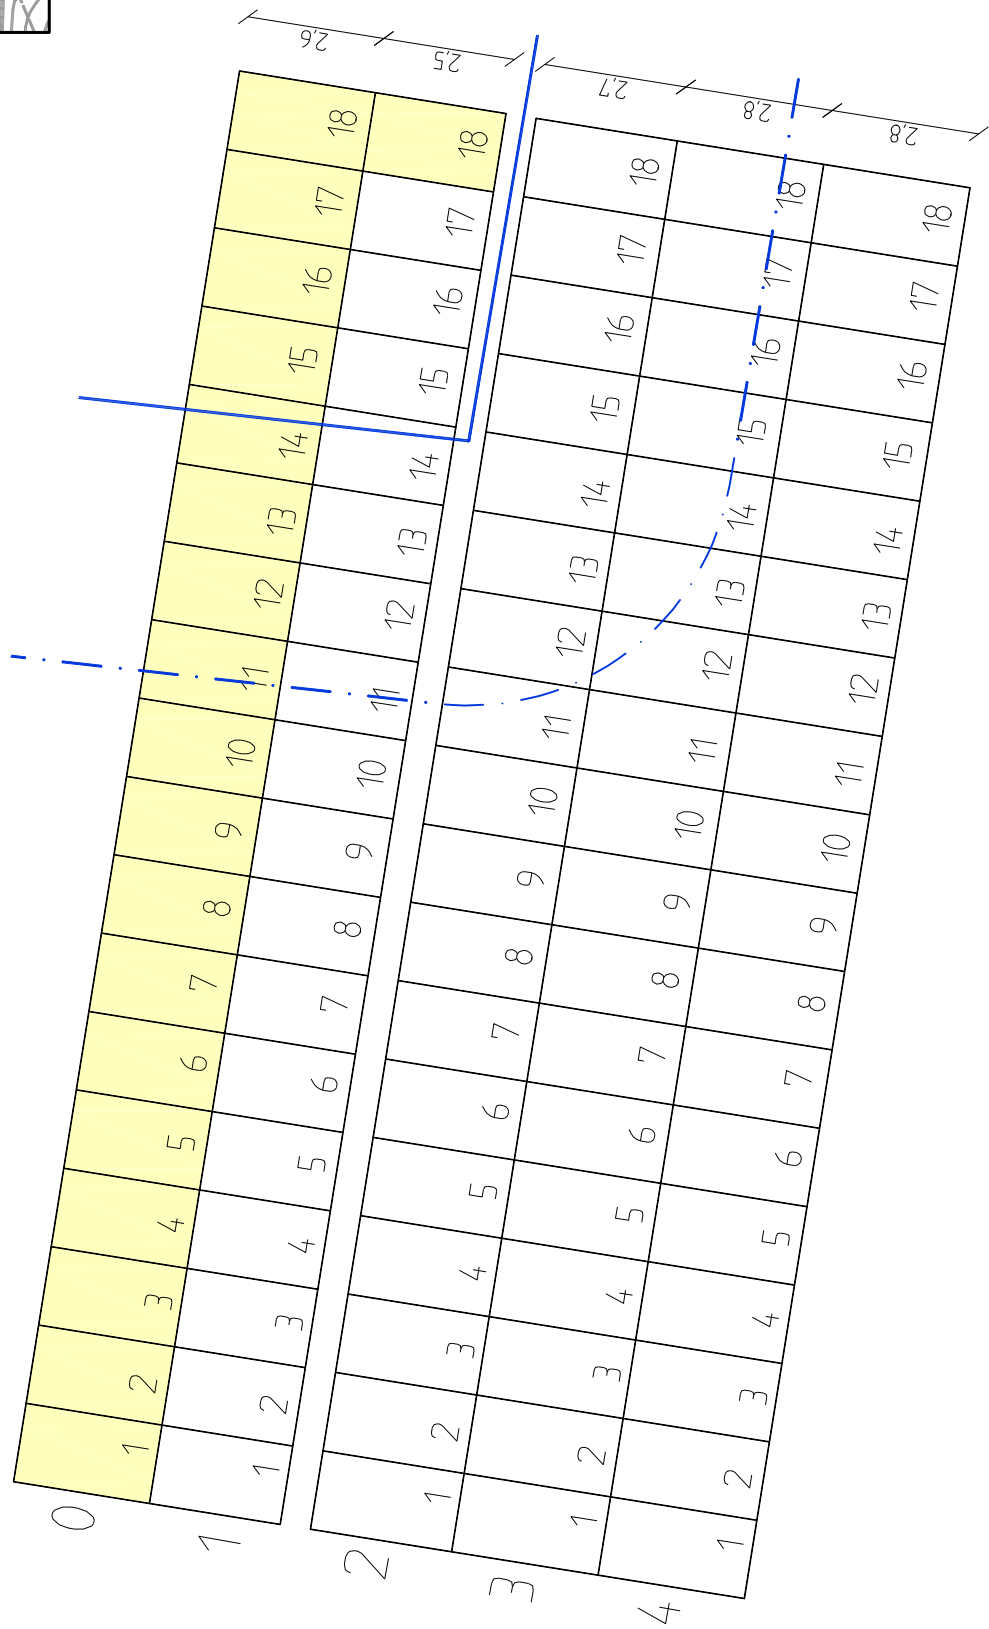 2,6 2,5 2,7 2,8 2,8
18 18 18 18 18
17 17 17 17 17
16 16 16 16 16
15 15 15 15 15
14 14 14 14 14
13 13 13 13 13
12 12 12 12 12
11 11 11 11 11
10 10 10 10 10
9 9 9 9 9
8 8 8 8 8
7 7 7 7 7
6 6 6 6 6
5 5 5 5 5
4 4 4 4 4
3 3 3 3 3
2 2 2 2 2
1 1 1 1 1
0 1 2 3 4